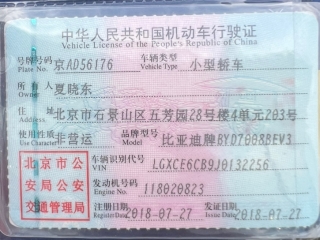 中华人民共和国机动车行驶证
Vehicle License of the People's Republic of China
号牌号码 京AD56176 车辆类型 小型轿车
Plate No. Vehicle Type
所有人 夏晓东
Owner
住址 北京市石景山区五芳园28号楼4单元203号
Address
使用性质 非营运 品牌型号 比亚迪牌BYD7008BEV3
Use Character Model
北京市公 车辆识别代号 LGXCE6CB9J0132256
VIN
安局公安 发动机号码 118020823
Engine No.
交通管理局 注册日期 2018-07-27 发证日期 2018-07-27
Register Date Issue Date